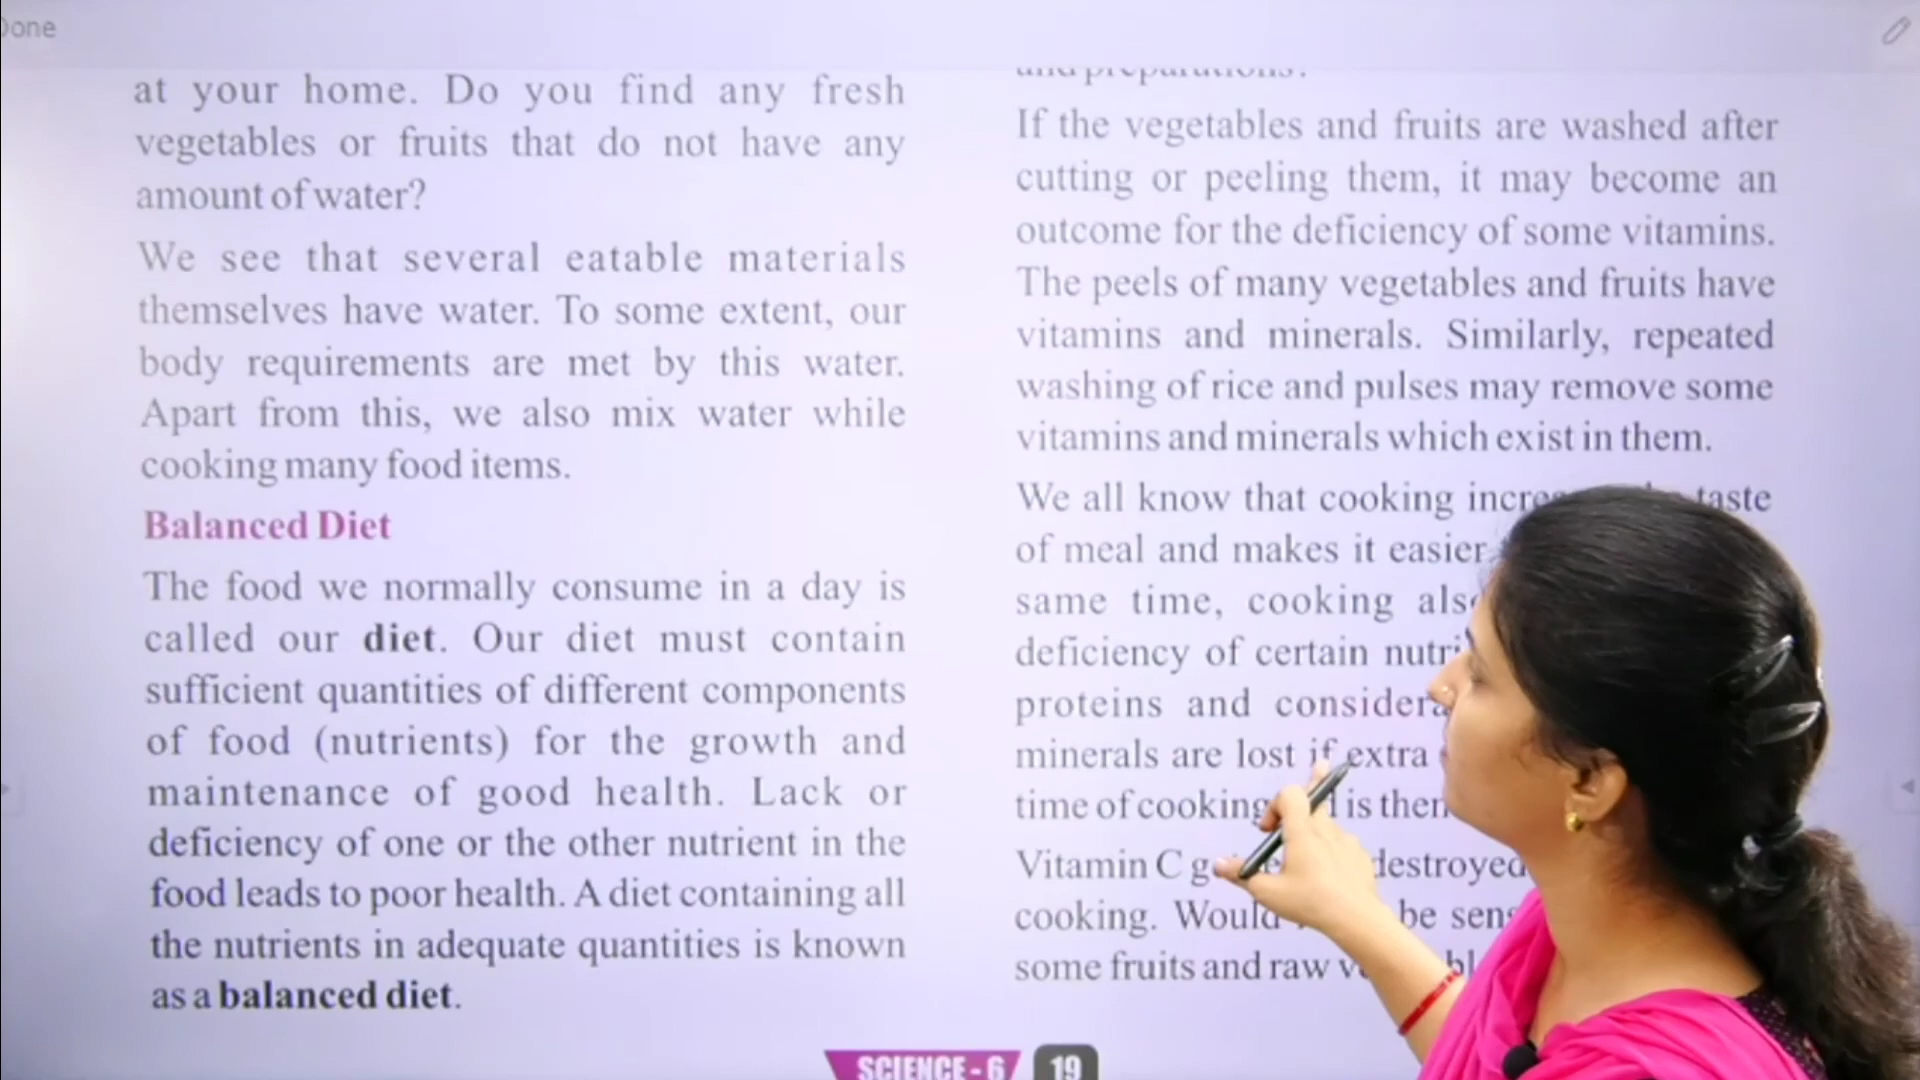 at your home. Do you find any fresh
vegetables or fruits that do not have any
amount of water?
We see that several eatable materials
themselves have water. To some extent, our
body requirements are met by this water.
Apart from this, we also mix water while
cooking many food items.
Balanced Diet
The food we normally consume in a day is
called our diet. Our diet must contain
sufficient quantities of different components
of food (nutrients) for the growth and
maintenance of good health. Lack or
deficiency of one or the other nutrient in the
food leads to poor health. A diet containing all
the nutrients in adequate quantities is known
as a balanced diet.
and preparations?
If the vegetables and fruits are washed after
cutting or peeling them, it may become an
outcome for the deficiency of some vitamins.
The peels of many vegetables and fruits have
vitamins and minerals. Similarly, repeated
washing of rice and pulses may remove some
vitamins and minerals which exist in them.
We all know that cooking taste
of meal and makes it easier
same time, cooking
deficiency of certain
proteins and
minerals are lost if extra
time of cooking is
Vitamin C destroyed
cooking. Would be
some fruits and raw
SCIENCE - 6 19